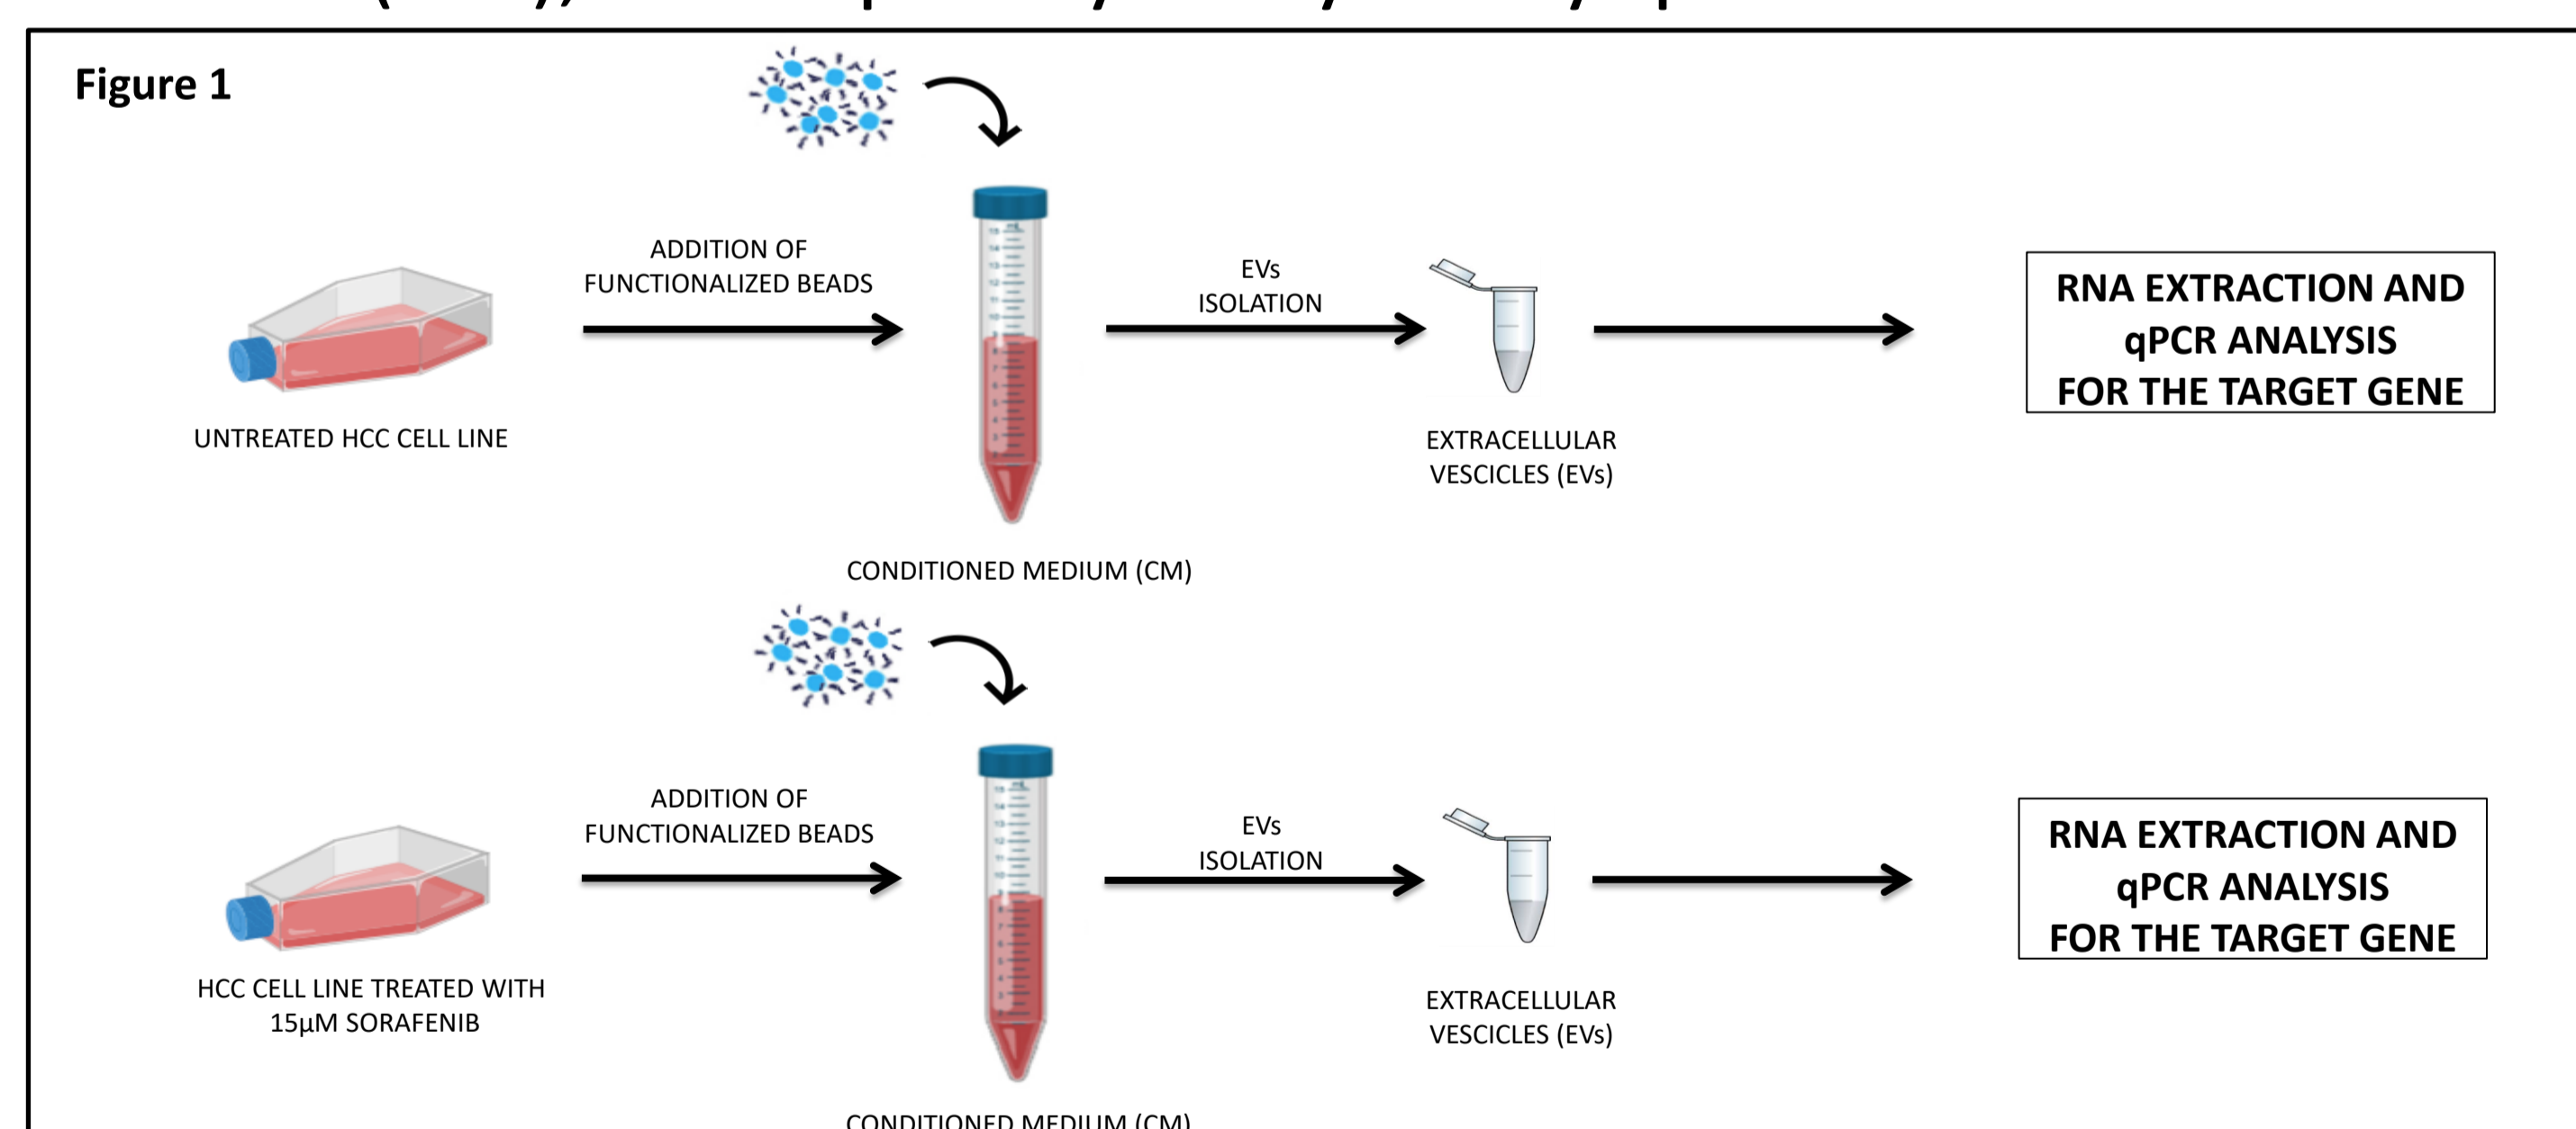 Figure 1
ADDITION OF
FUNCTIONALIZED BEADS
EVs
ISOLATION
RNA EXTRACTION AND
qPCR ANALYSIS
FOR THE TARGET GENE
UNTREATED HCC CELL LINE
EXTRACELLULAR
VESCICLES (EVs)
CONDITIONED MEDIUM (CM)
ADDITION OF
FUNCTIONALIZED BEADS
EVs
ISOLATION
RNA EXTRACTION AND
qPCR ANALYSIS
FOR THE TARGET GENE
HCC CELL LINE TREATED WITH
15µM SORAFENIB
EXTRACELLULAR
VESCICLES (EVs)
CONDITIONED MEDIUM (CM)